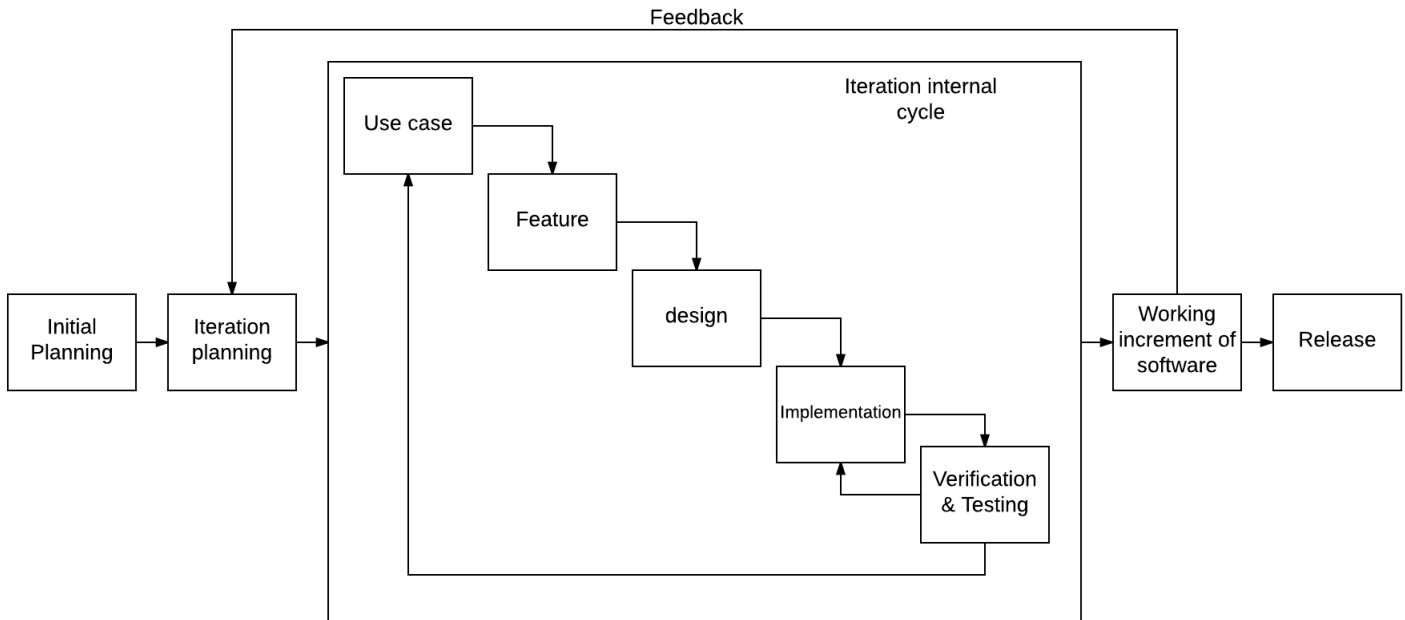 Feedback
Iteration internal
cycle
Use case
Feature
design
Implementation
Verification
& Testing
Initial
Planning
Iteration
planning
Working
increment of
software
Release